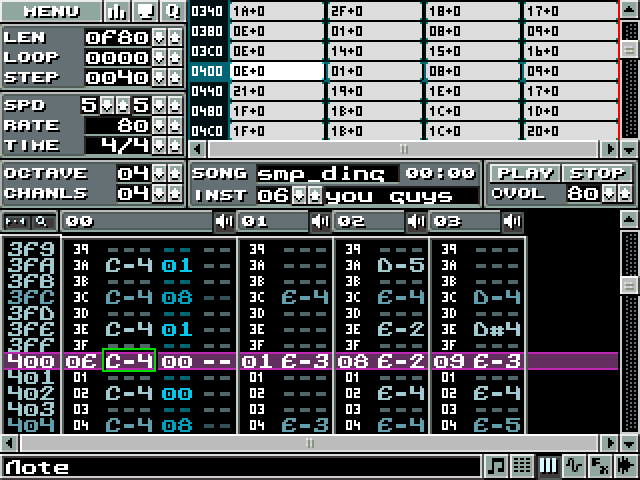 MENU Q 0340 1A+0 2F+0 18+0 17+0
0380 0E+0 01+0 08+0 09+0
LEN 0F80 03C0 0E+0 14+0 15+0 16+0
LOOP 0000 0400 0E+0 01+0 08+0 09+0
STEP 0040 0440 21+0 19+0 1E+0 17+0
SPD 5 5 0480 1F+0 1B+0 1C+0 1D+0
RATE 80 04C0 1F+0 1B+0 1C+0 20+0
TIME 4/4
OCTAVE 04 SONG smp_dinq 00:00 PLAY STOP
CHANLS 04 INST 06 you guys OVOL 80
00 01 02 03
3F9 39 --- -- -- 39 --- 39 --- 39 ---
3FA 3A C-4 01 -- 3A --- 3A D-5 3A ---
3FB 3B --- -- -- 3B --- 3B --- 3B ---
3FC 3C C-4 08 -- 3C E-4 3C E-4 3C D-4
3FD 3D --- -- -- 3D --- 3D --- 3D ---
3FE 3E C-4 01 -- 3E --- 3E E-2 3E D#4
3FF 3F --- -- -- 3F --- 3F --- 3F ---
400 0E C-4 00 -- 01 E-3 08 E-2 09 E-3
401 01 --- -- -- 01 --- 01 --- 01 ---
402 02 C-4 00 -- 02 --- 02 E-4 02 E-4
403 03 --- -- -- 03 --- 03 --- 03 ---
404 04 C-4 08 -- 04 E-3 04 E-4 04 E-5
Note